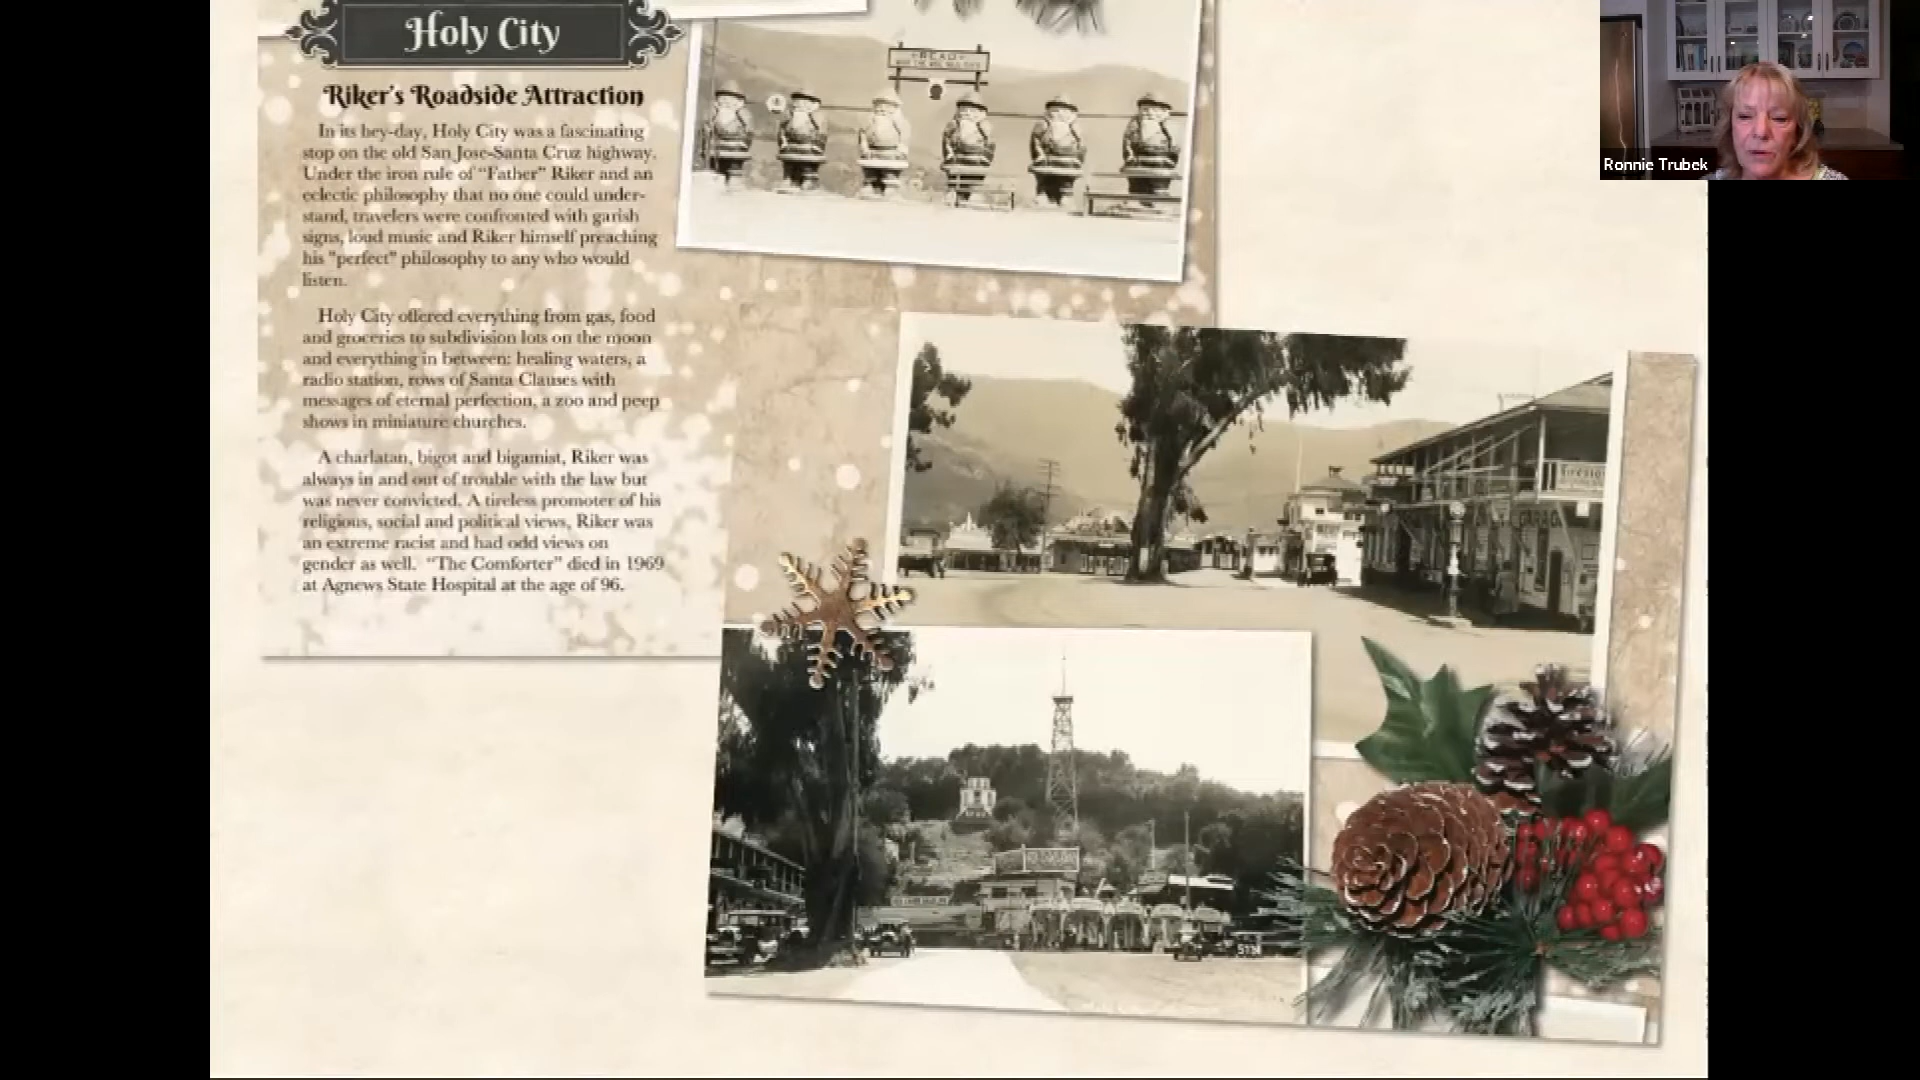 Holy City
Riker's Roadside Attraction
In its hey-day, Holy City was a fascinating
stop on the old San Jose-Santa Cruz highway.
Under the iron rule of "Father" Riker and an
eclectic philosophy that no one could under-
stand, travelers were confronted with garish
signs, loud music and Riker himself preaching
his "perfect" philosophy to any who would
listen.
Holy City offered everything from gas, food
and groceries to subdivision lots on the moon
and everything in between: healing waters, a
radio station, rows of Santa Clauses with
messages of eternal perfection, a zoo and peep
shows in miniature churches.
A charlatan, bigot and bigamist, Riker was
always in and out of trouble with the law but
was never convicted. A tireless promoter of his
religious, social and political views, Riker was
an extreme racist and had odd views on
gender as well. "The Comforter" died in 1969
at Agnews State Hospital at the age of 96.
Ronnie Trubek